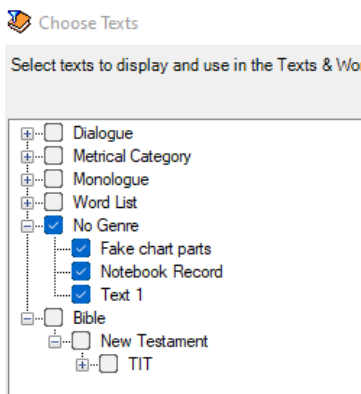 Choose Texts
Select texts to display and use in the Texts &
Dialogue
Metrical Category
Monologue
Word List
No Genre
Fake chart parts
Notebook Record
Text 1
Bible
New Testament
TIT